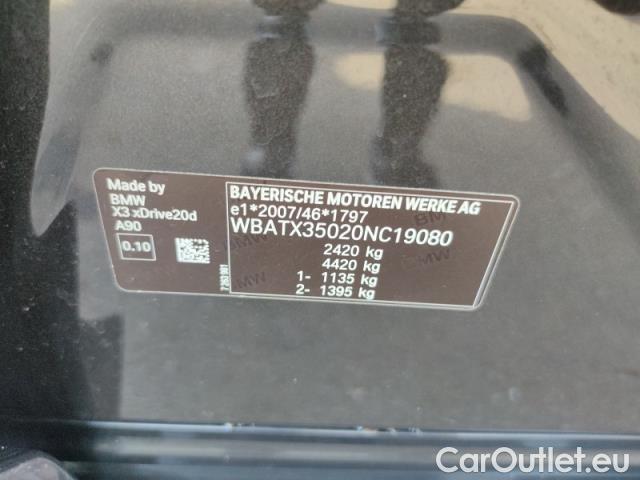 Made by
BMW
X3 xDrive20d
A90
0.10
BAYERISCHE MOTOREN WERKE AG
e1*2007/46*1797
WBATX35020NC19080
2420 kg
4420 kg
1- 1135 kg
2- 1395 kg
CarOutlet.eu